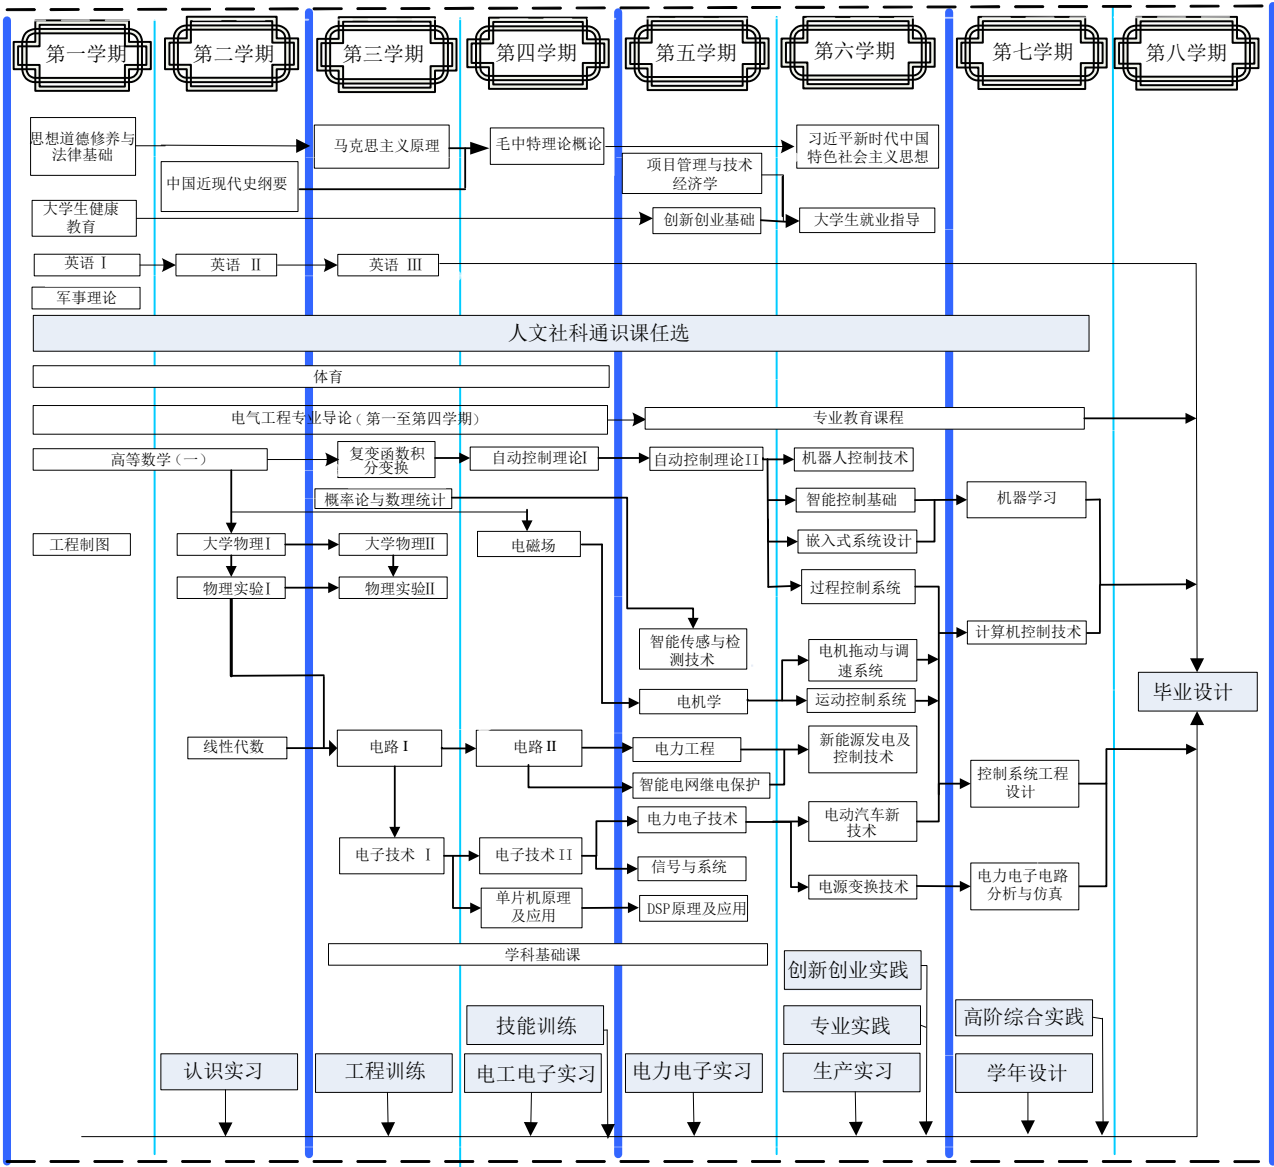 第一学期
第二学期
第三学期
第四学期
第五学期
第六学期
第七学期
第八学期
思想道德修养与
法律基础
马克思主义原理
毛中特理论概论
习近平新时代中国
特色社会主义思想
中国近现代史纲要
项目管理与技术
经济学
大学生健康
教育
创新创业基础
大学生就业指导
英语 I
英语 II
英语 III
军事理论
人文社科通识课任选
体育
电气工程专业导论(第一至第四学期)
专业教育课程
高等数学(一)
复变函数积
分变换
自动控制理论I
自动控制理论II
机器人控制技术
概率论与数理统计
智能控制基础
机器学习
工程制图
大学物理I
大学物理II
电磁场
嵌入式系统设计
物理实验I
物理实验II
过程控制系统
智能传感与检
测技术
计算机控制技术
电机拖动与调
速系统
电机学
运动控制系统
毕业设计
线性代数
电路 I
电路 II
电力工程
新能源发电及
控制技术
智能电网继电保护
控制系统工程
设计
电力电子技术
电动汽车新
技术
电子技术 I
电子技术 II
信号与系统
电源变换技术
电力电子电路
分析与仿真
单片机原理
及应用
DSP原理及应用
学科基础课
创新创业实践
技能训练
专业实践
高阶综合实践
认识实习
工程训练
电工电子实习
电力电子实习
生产实习
学年设计